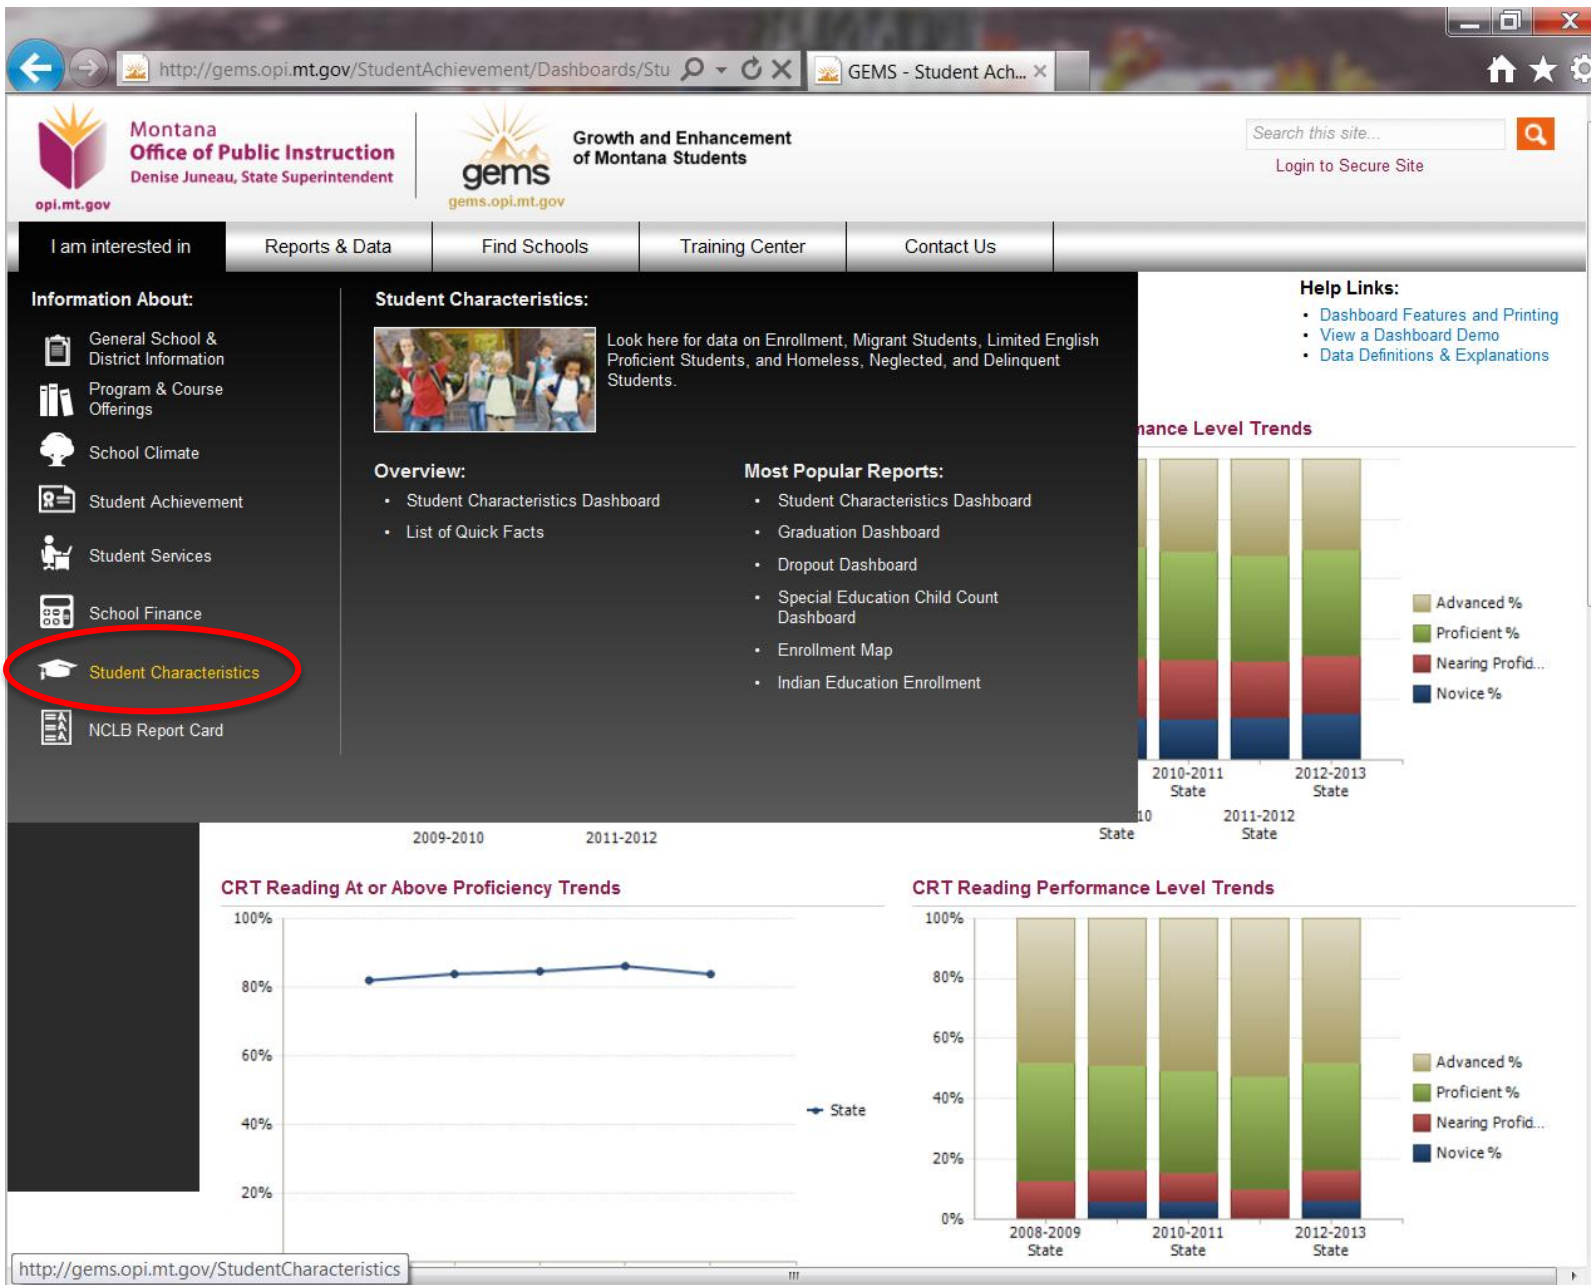 http://gems.opi.mt.gov/StudentAchievement/Dashboards/Stu
GEMS - Student Ach...
Montana
Office of Public Instruction
Denise Juneau, State Superintendent
opi.mt.gov
gems
gems.opi.mt.gov
Growth and Enhancement
of Montana Students
Search this site...
Login to Secure Site
I am interested in
Reports & Data
Find Schools
Training Center
Contact Us
Information About:
General School &
District Information
Program & Course
Offerings
School Climate
Student Achievement
Student Services
School Finance
Student Characteristics
NCLB Report Card
Student Characteristics:
Look here for data on Enrollment, Migrant Students, Limited English
Proficient Students, and Homeless, Neglected, and Delinquent
Students.
Overview:
• Student Characteristics Dashboard
• List of Quick Facts
Most Popular Reports:
• Student Characteristics Dashboard
• Graduation Dashboard
• Dropout Dashboard
• Special Education Child Count
Dashboard
• Enrollment Map
• Indian Education Enrollment
Help Links:
• Dashboard Features and Printing
• View a Dashboard Demo
• Data Definitions & Explanations
mance Level Trends
Advanced %
Proficient %
Nearing Profid...
Novice %
2010-2011
State
2012-2013
State
10
State
2011-2012
State
2009-2010
2011-2012
CRT Reading At or Above Proficiency Trends
100%
80%
60%
40%
20%
State
CRT Reading Performance Level Trends
100%
80%
60%
40%
20%
0%
2008-2009
State
2010-2011
State
2012-2013
State
Advanced %
Proficient %
Nearing Profid...
Novice %
http://gems.opi.mt.gov/StudentCharacteristics